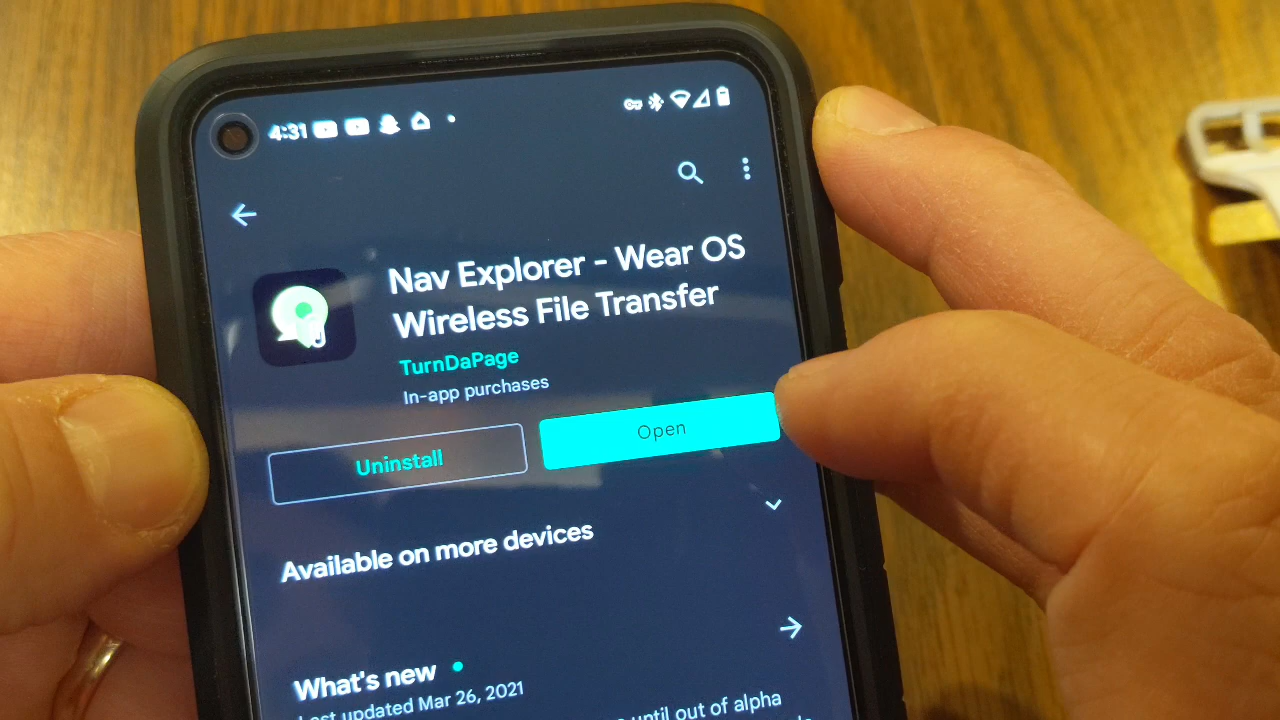 4:31
Nav Explorer - Wear OS
Wireless File Transfer
TurnDaPage
In-app purchases
Uninstall
Open
Available on more devices
What's new
Last updated Mar 26, 2021
until out of alpha